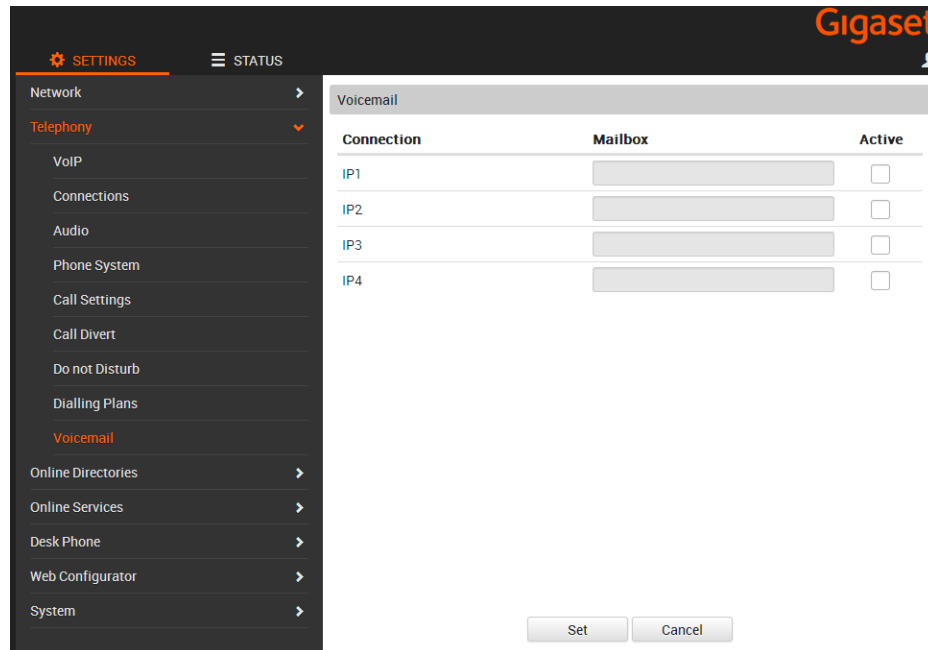 Gigaset
SETTINGS STATUS
Network
Telephony
VoIP
Connections
Audio
Phone System
Call Settings
Call Divert
Do not Disturb
Dialling Plans
Voicemail
Online Directories
Online Services
Desk Phone
Web Configurator
System
Voicemail
Connection Mailbox Active
IP1
IP2
IP3
IP4
Set Cancel